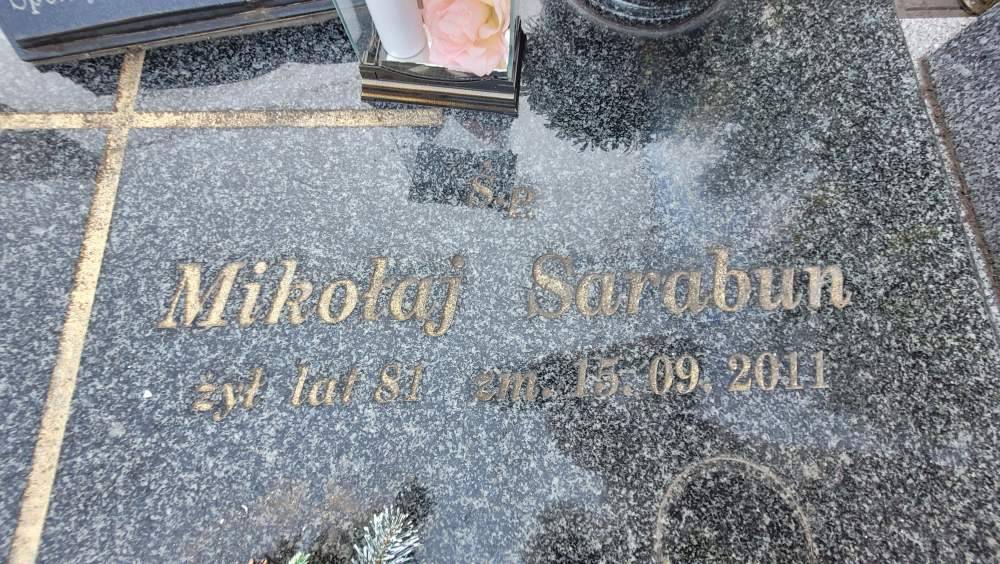 Ś.p.
Mikołaj Sarabun
żył lat 81 zm. 15. 09. 2011